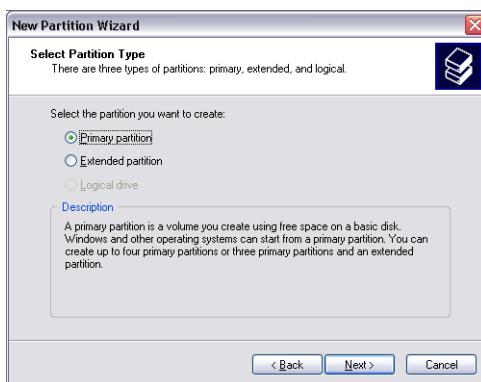 New Partition Wizard
Select Partition Type
There are three types of partitions: primary, extended, and logical.
Select the partition you want to create:
Primary partition
Extended partition
Logical drive
Description
A primary partition is a volume you create using free space on a basic disk.
Windows and other operating systems can start from a primary partition. You can
create up to four primary partitions or three primary partitions and an extended
partition.
< Back
Next >
Cancel